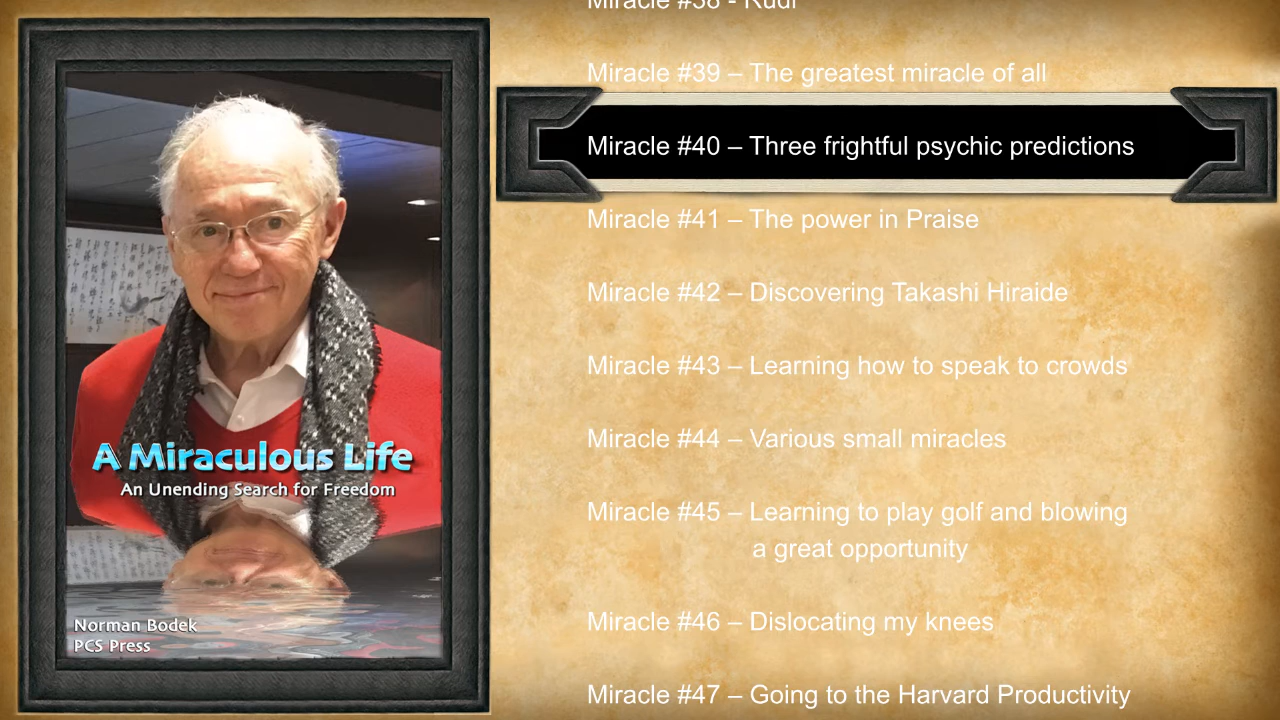 A Miraculous Life
An Unending Search for Freedom
Norman Bodek
PCS Press
Miracle #38 - Rudi
Miracle #39 – The greatest miracle of all
Miracle #40 – Three frightful psychic predictions
Miracle #41 – The power in Praise
Miracle #42 – Discovering Takashi Hiraide
Miracle #43 – Learning how to speak to crowds
Miracle #44 – Various small miracles
Miracle #45 – Learning to play golf and blowing
a great opportunity
Miracle #46 – Dislocating my knees
Miracle #47 – Going to the Harvard Productivity